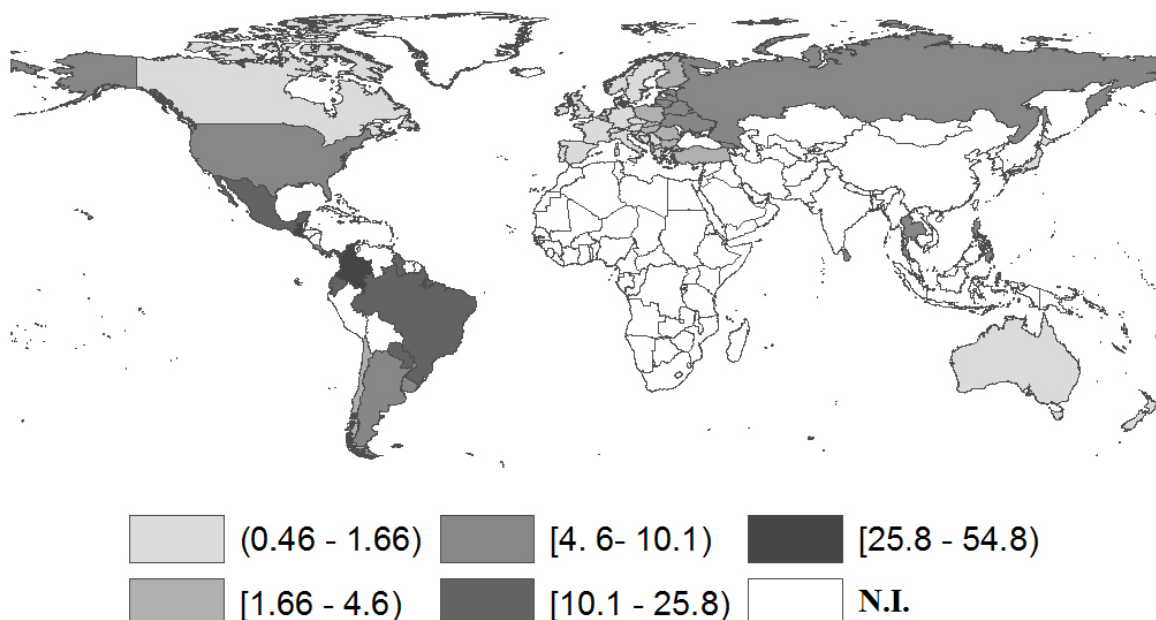 (0.46 - 1.66) [4. 6- 10.1) [25.8 - 54.8)
[1.66 - 4.6) [10.1 - 25.8) N.I.